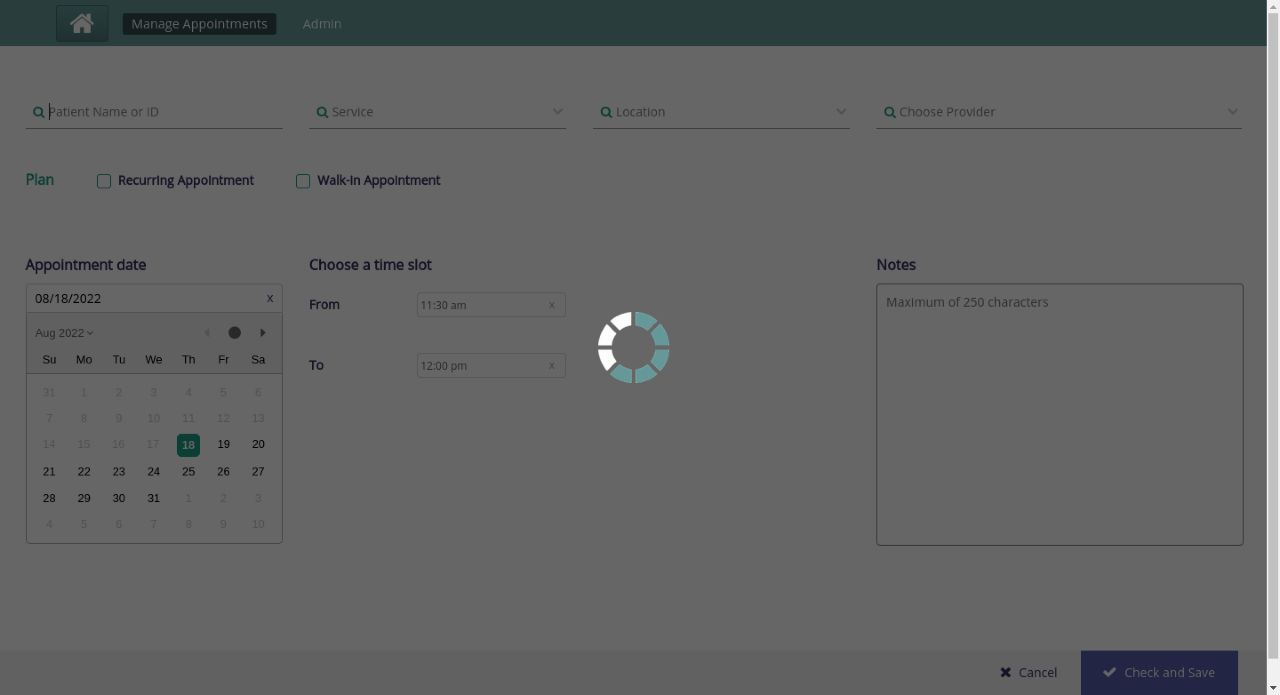 Manage Appointments Admin
Patient Name or ID Service Location Choose Provider
Plan Recurring Appointment Walk-in Appointment
Appointment date Choose a time slot Notes
08/18/2022 x From 11:30 am x Maximum of 250 characters
Aug 2022
Su Mo Tu We Th Fr Sa To 12:00 pm x
31 1 2 3 4 5 6
7 8 9 10 11 12 13
14 15 16 17 18 19 20
21 22 23 24 25 26 27
28 29 30 31 1 2 3
4 5 6 7 8 9 10
Cancel Check and Save